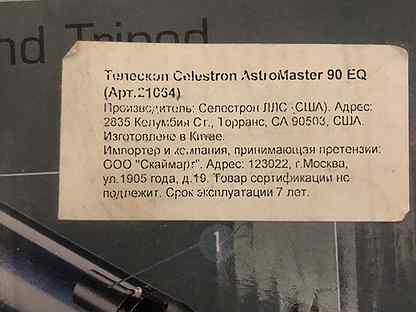 nd Tripod
Телескоп Celestron AstroMaster 90 EQ
(Арт.21064)
Производитель: Селестрон ЛЛС (США). Адрес:
2835 Колумбия Ст., Торранс, СА 90503, США.
Изготовлено в Китае.
Импортер и компания, принимающая претензии:
ООО "Скаймарт". Адрес: 123022, г.Москва,
ул.1905 года, д.19. Товар сертификации не
подлежит. Срок эксплуатации 7 лет.
1